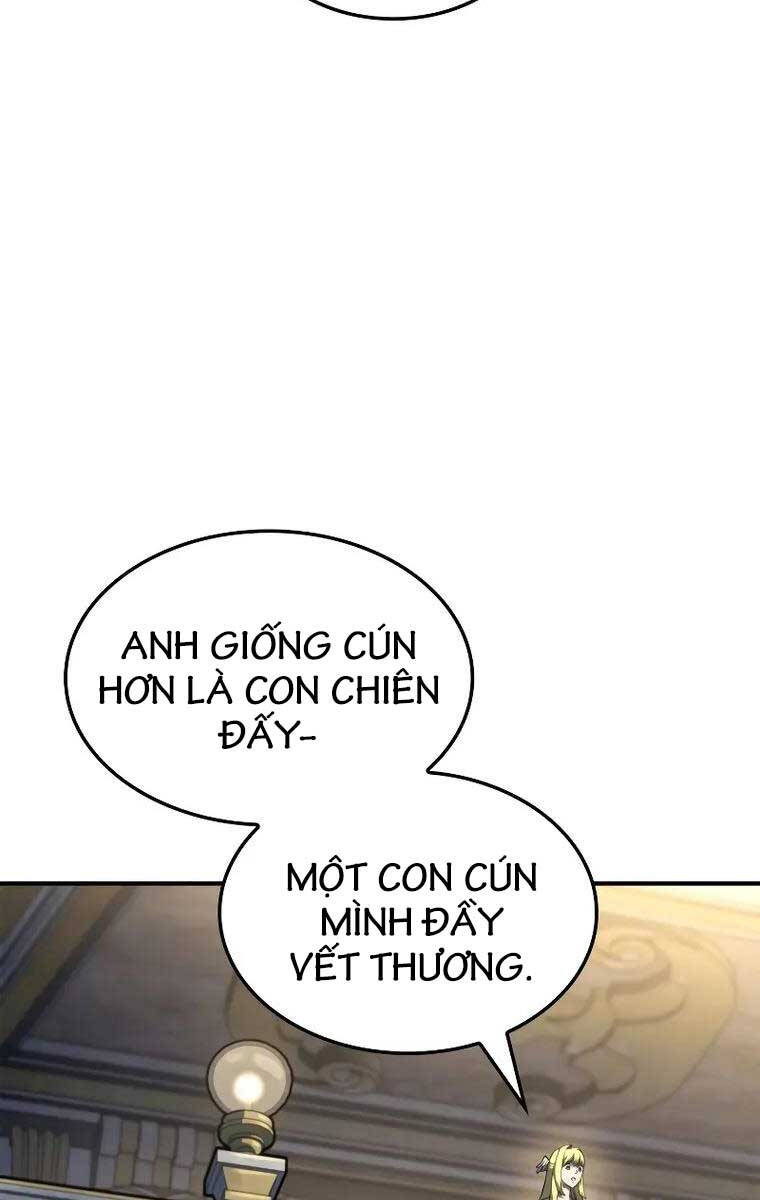 ANH GIỐNG CÚN
HƠN LÀ CON CHIÊN
ĐẤY-
MỘT CON CÚN
MÌNH ĐẦY
VẾT THƯƠNG.